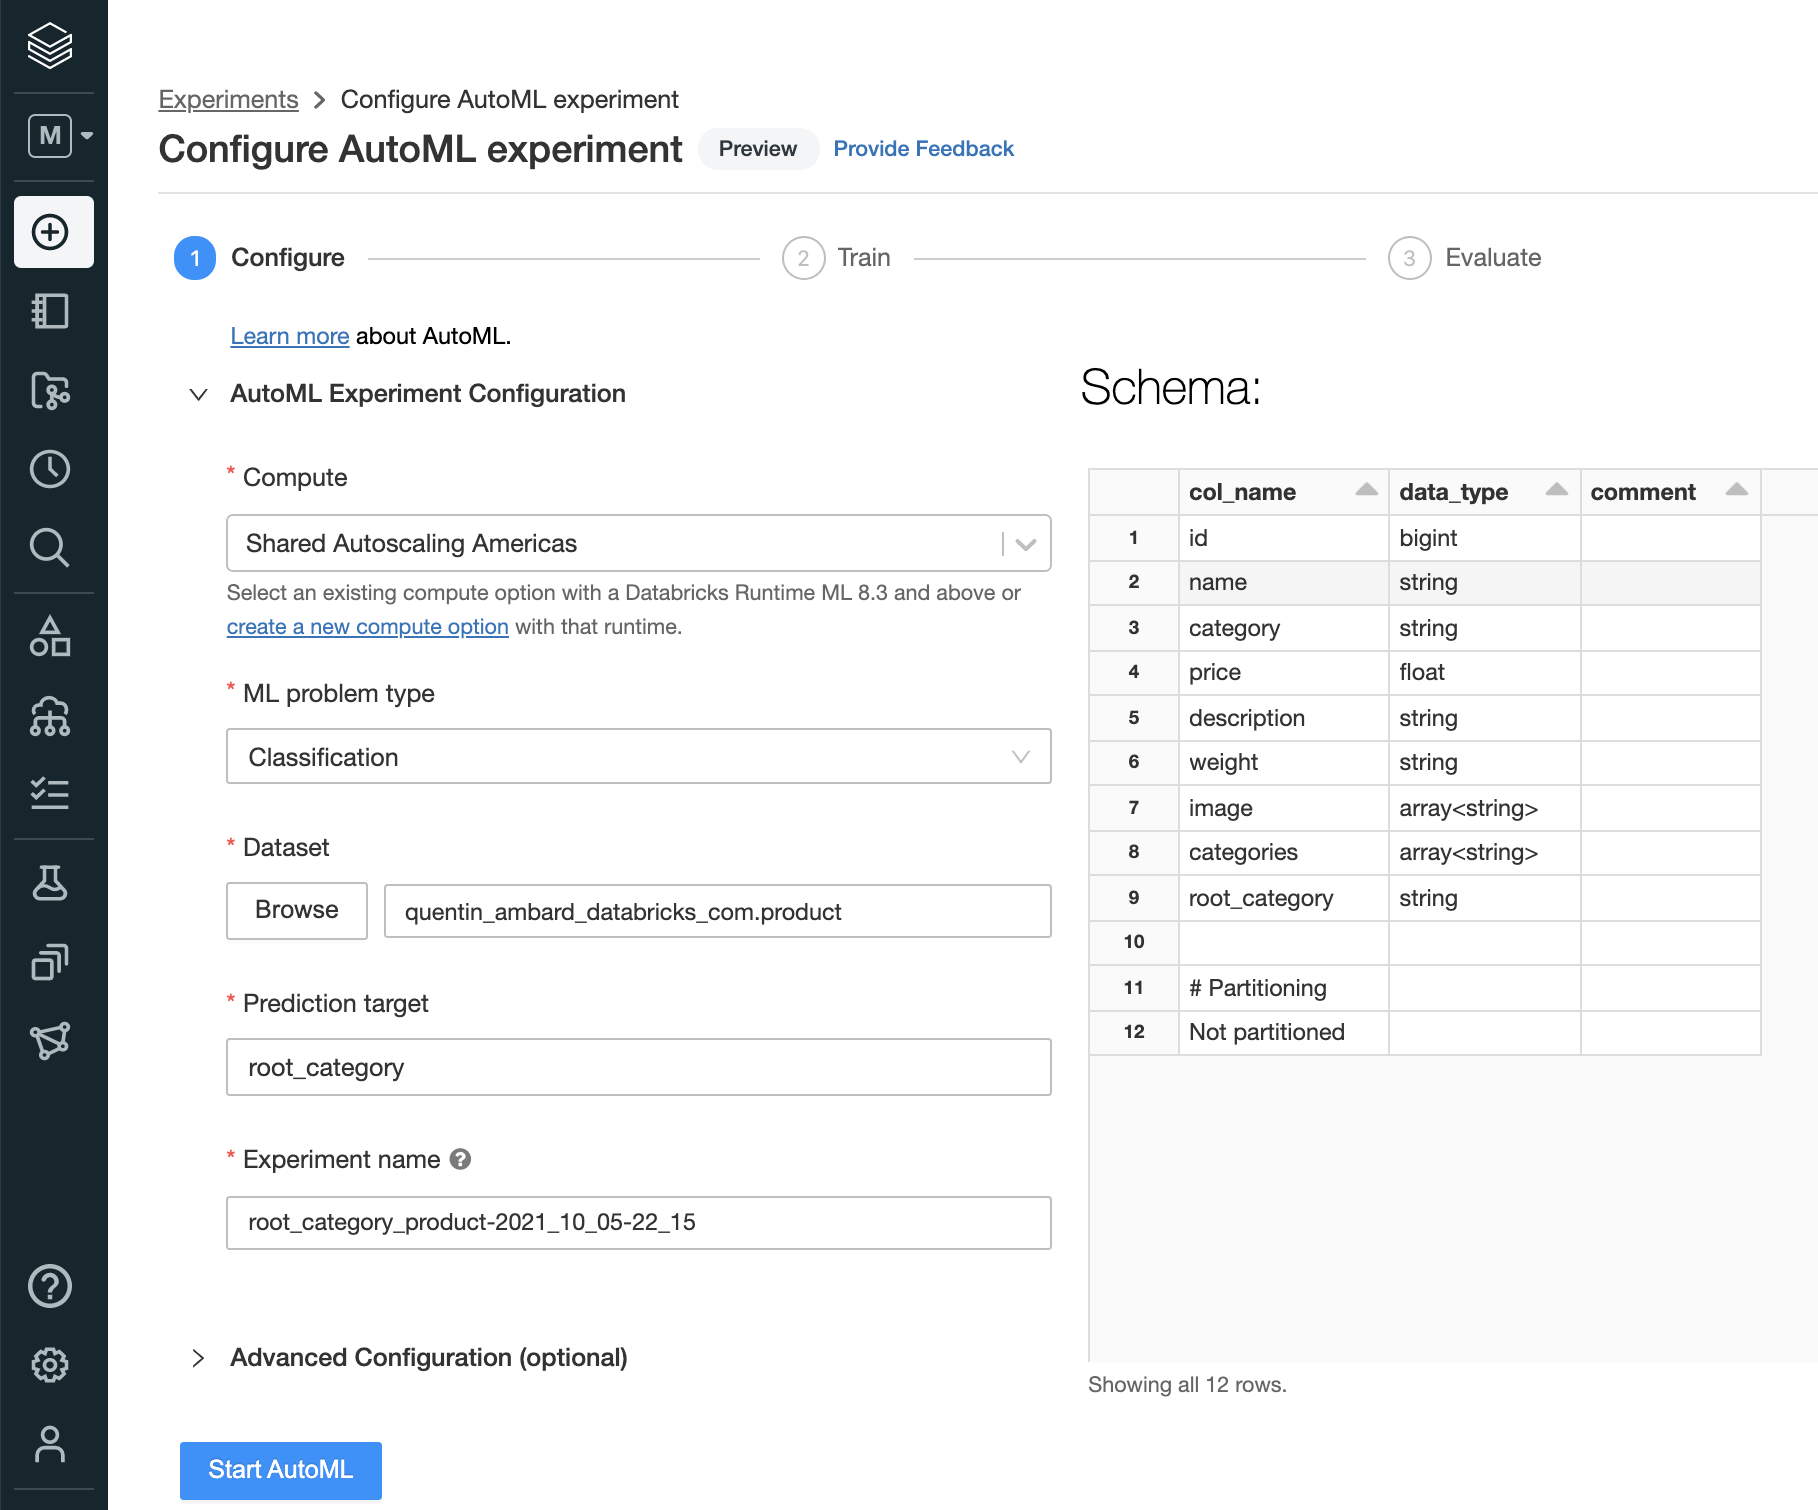 M
Experiments > Configure AutoML experiment
Configure AutoML experiment Preview Provide Feedback
1 Configure 2 Train 3 Evaluate
Learn more about AutoML.
AutoML Experiment Configuration
* Compute
Shared Autoscaling Americas
Select an existing compute option with a Databricks Runtime ML 8.3 and above or
create a new compute option with that runtime.
* ML problem type
Classification
* Dataset
Browse quentin_ambard_databricks_com.product
* Prediction target
root_category
* Experiment name ?
root_category_product-2021_10_05-22_15
Advanced Configuration (optional)
Start AutoML
Schema:
col_name data_type comment
1 id bigint
2 name string
3 category string
4 price float
5 description string
6 weight string
7 image array<string>
8 categories array<string>
9 root_category string
10
11 # Partitioning
12 Not partitioned
Showing all 12 rows.